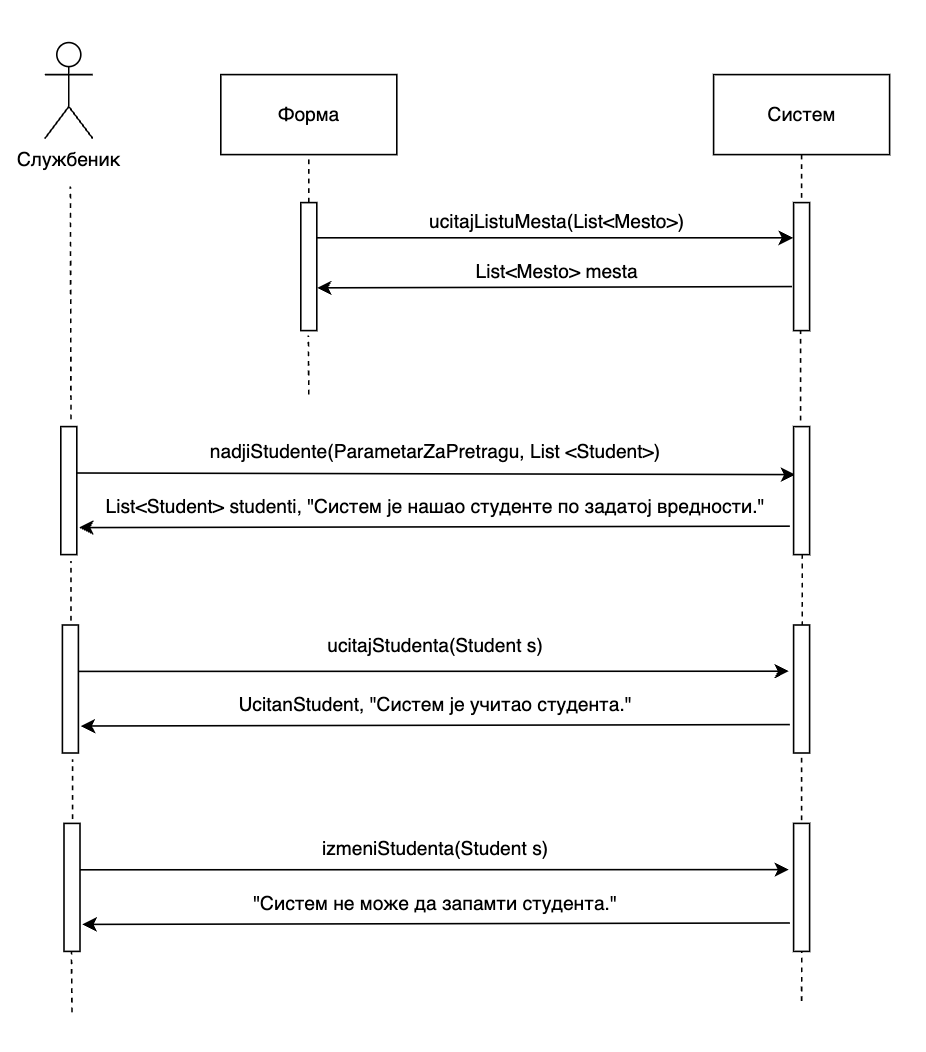 Форма
Систем
Службеник
ucitajListuMesta(List<Mesto>)
List<Mesto> mesta
nadjiStudente(ParametarZaPretragu, List <Student>)
List<Student> studenti, "Систем је нашао студенте по задатој вредности."
ucitajStudenta(Student s)
UcitanStudent, "Систем је учитао студента."
izmeniStudenta(Student s)
"Систем не може да запамти студента."